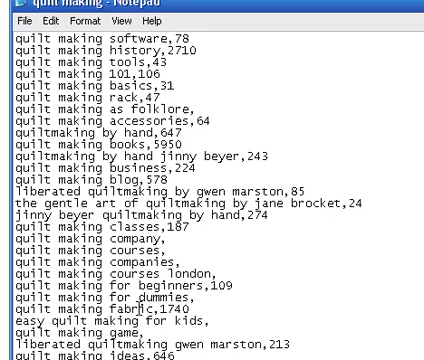 quilt making - Notepad
File Edit Format View Help
quilt making software,78
quilt making history,2710
quilt making tools,43
quilt making 101,106
quilt making basics,31
quilt making rack,47
quilt making as folklore,
quilt making accessories,64
quiltmaking by hand,647
quilt making books,5950
quiltmaking by hand jinny beyer,243
quilt making business,224
quilt making blog,578
liberated quiltmaking by gwen marston,85
the gentle art of quiltmaking by jane brocket,24
jinny beyer quiltmaking by hand,274
quilt making classes,187
quilt making company,
quilt making courses,
quilt making companies,
quilt making courses london,
quilt making for beginners,109
quilt making for dummies,
quilt making fabric,1740
easy quilt making for kids,
quilt making game,
liberated quiltmaking gwen marston,213
quilt making ideas,646